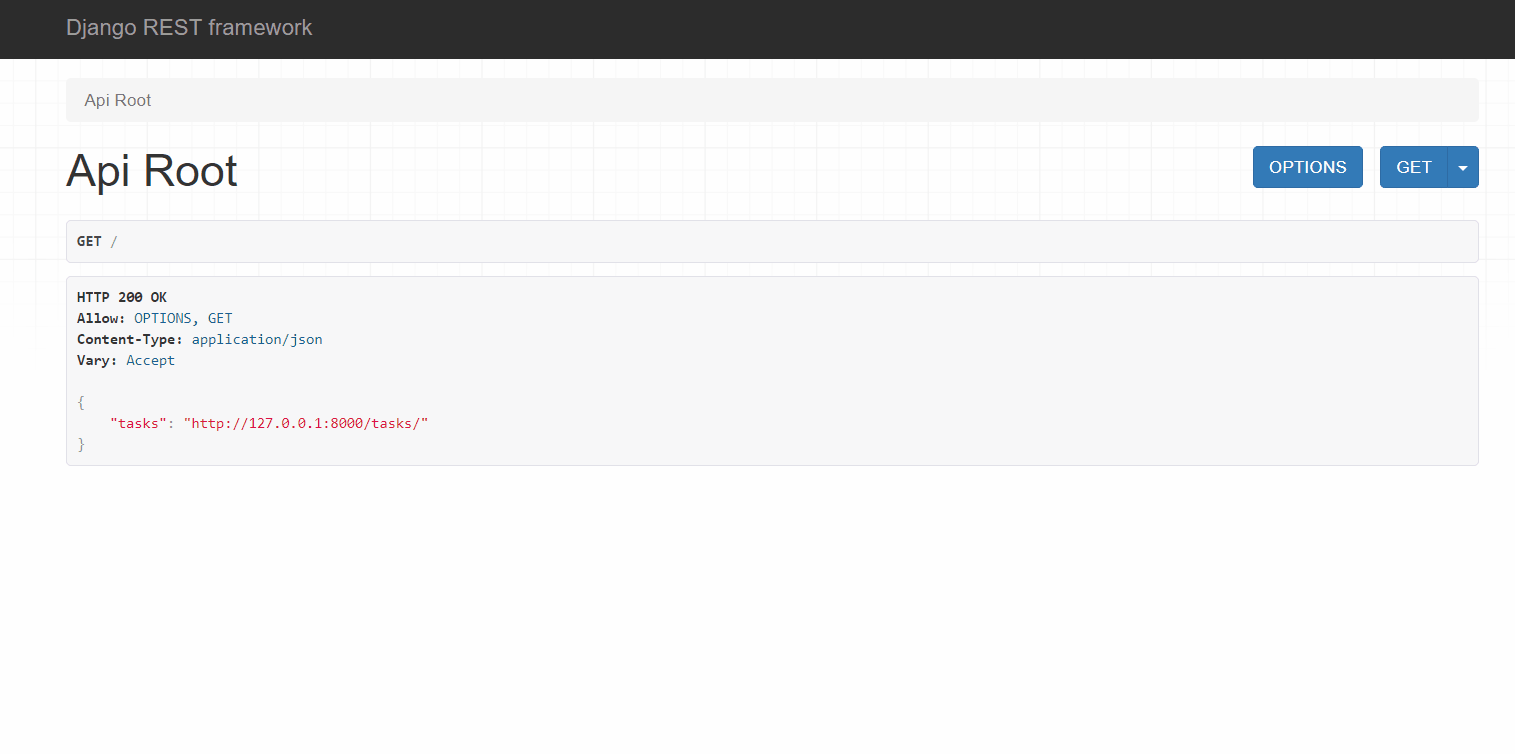 Django REST framework
Api Root
Api Root
OPTIONS
GET
GET /
HTTP 200 OK
Allow: OPTIONS, GET
Content-Type: application/json
Vary: Accept
{
    "tasks": "http://127.0.0.1:8000/tasks/"
}